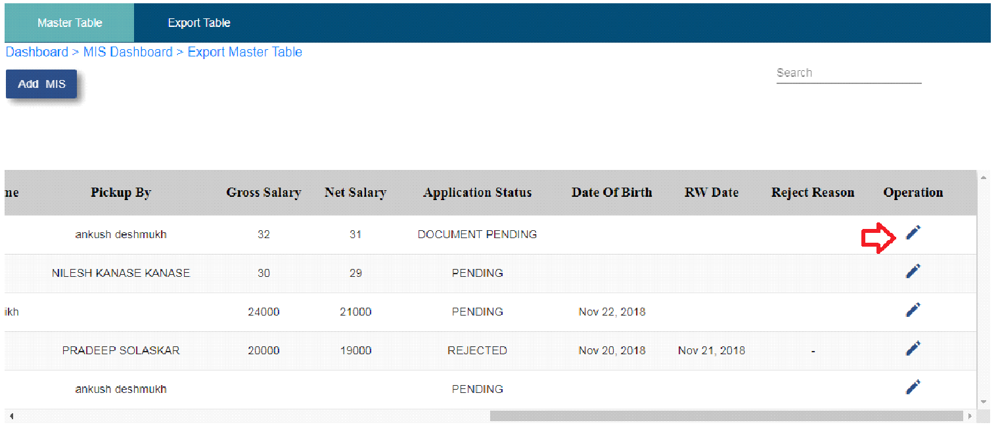 Master Table Export Table
Dashboard > MIS Dashboard > Export Master Table
Search
Add MIS
me Pickup By Gross Salary Net Salary Application Status Date Of Birth RW Date Reject Reason Operation
ankush deshmukh 32 31 DOCUMENT PENDING
NILESH KANASE KANASE 30 29 PENDING
ikh 24000 21000 PENDING Nov 22, 2018
PRADEEP SOLASKAR 20000 19000 REJECTED Nov 20, 2018 Nov 21, 2018 -
ankush deshmukh PENDING